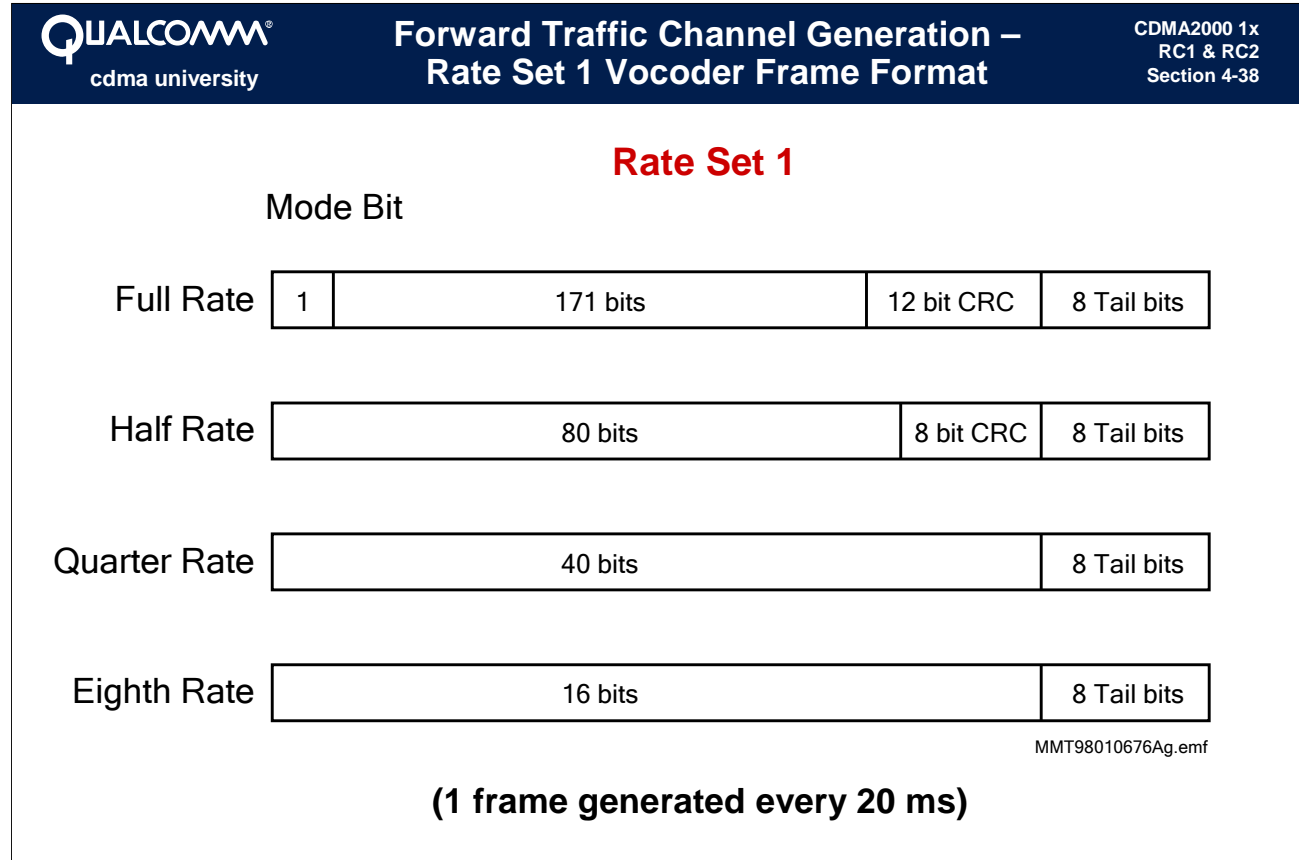 QUALCOMM®
cdma university
Forward Traffic Channel Generation –
Rate Set 1 Vocoder Frame Format
CDMA2000 1x
RC1 & RC2
Section 4-38
Rate Set 1
Mode Bit
Full Rate 1 171 bits 12 bit CRC 8 Tail bits
Half Rate 80 bits 8 bit CRC 8 Tail bits
Quarter Rate 40 bits 8 Tail bits
Eighth Rate 16 bits 8 Tail bits
MMT98010676Ag.emf
(1 frame generated every 20 ms)